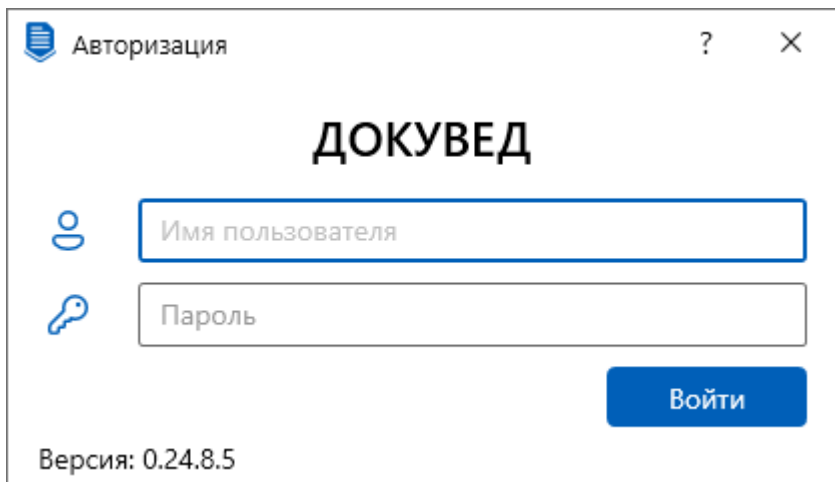 Авторизация
ДОКУВЕД
Имя пользователя
Пароль
Войти
Версия: 0.24.8.5